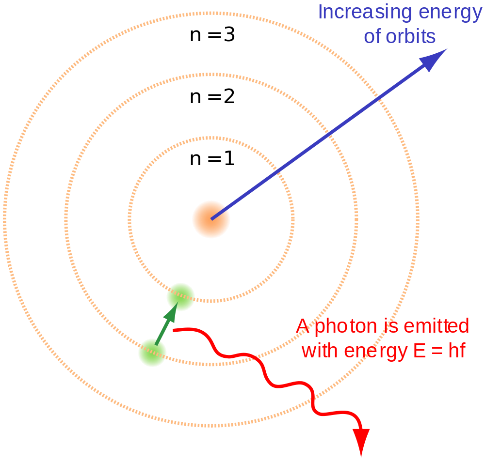 Increasing energy
of orbits
n = 3
n = 2
n = 1
A photon is emitted
with energy E = hf